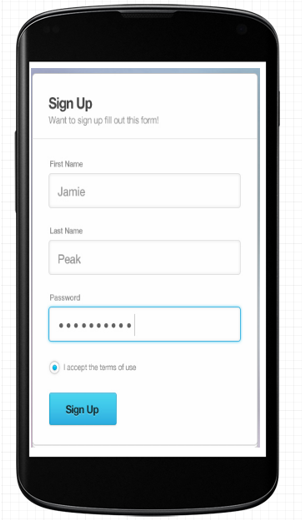 Sign Up
Want to sign up fill out this form!
First Name
Jamie
Last Name
Peak
Password
••••••••••
I accept the terms of use
Sign Up